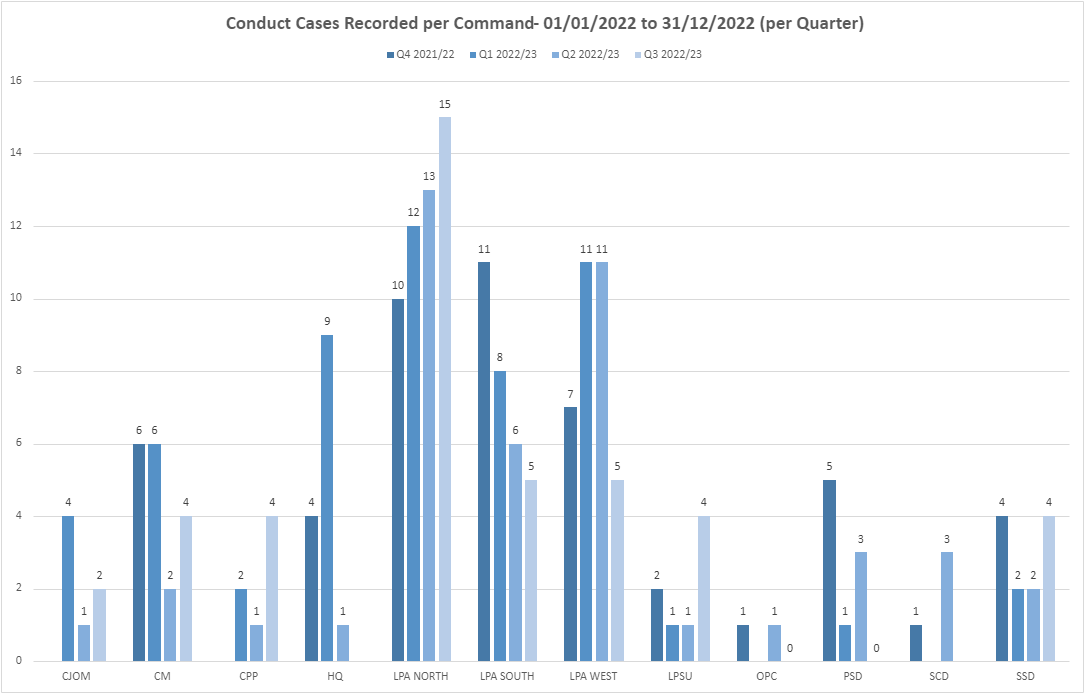 Conduct Cases Recorded per Command- 01/01/2022 to 31/12/2022 (per Quarter)
Q4 2021/22 Q1 2022/23 Q2 2022/23 Q3 2022/23
16
15
14
13
12
12
11 11 11
10
10
9
8
8
7
6
6 6 6
5 5 5
4
4 4 4 4 4 4 4
3 3
2
2 2 2 2 2 2
1 1 1 1 1 1 1 1 1
0
0 0
CJOM CM CPP HQ LPA NORTH LPA SOUTH LPA WEST LPSU OPC PSD SCD SSD